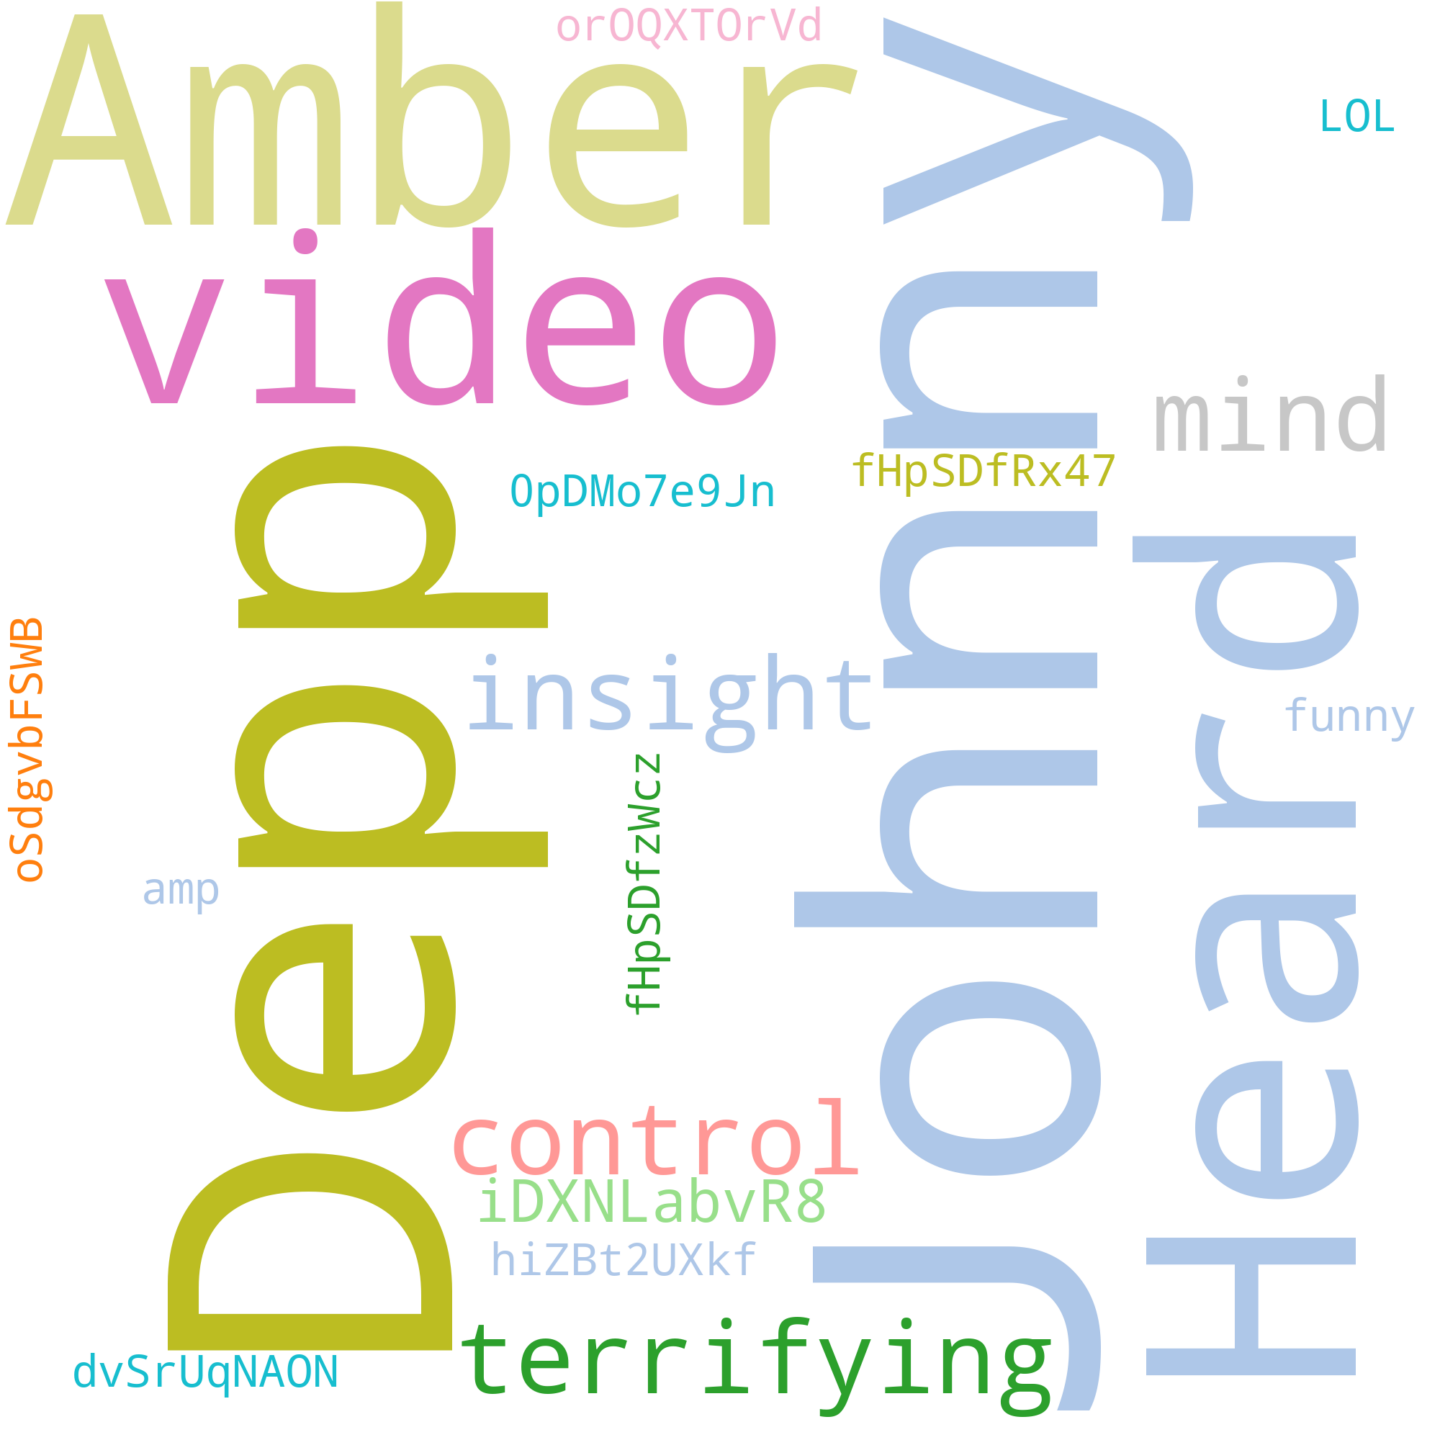 Amber
orOQXTOrVd
Johnny
LOL
video
mind
Depp
0pDMo7e9Jn
fHpSDfRx47
Heard
oSdgvbFSWB
insight
funny
fHpSDfzWcz
amp
control
iDXNLabvR8
hiZBt2UXkf
terrifying
dvSrUqNAON